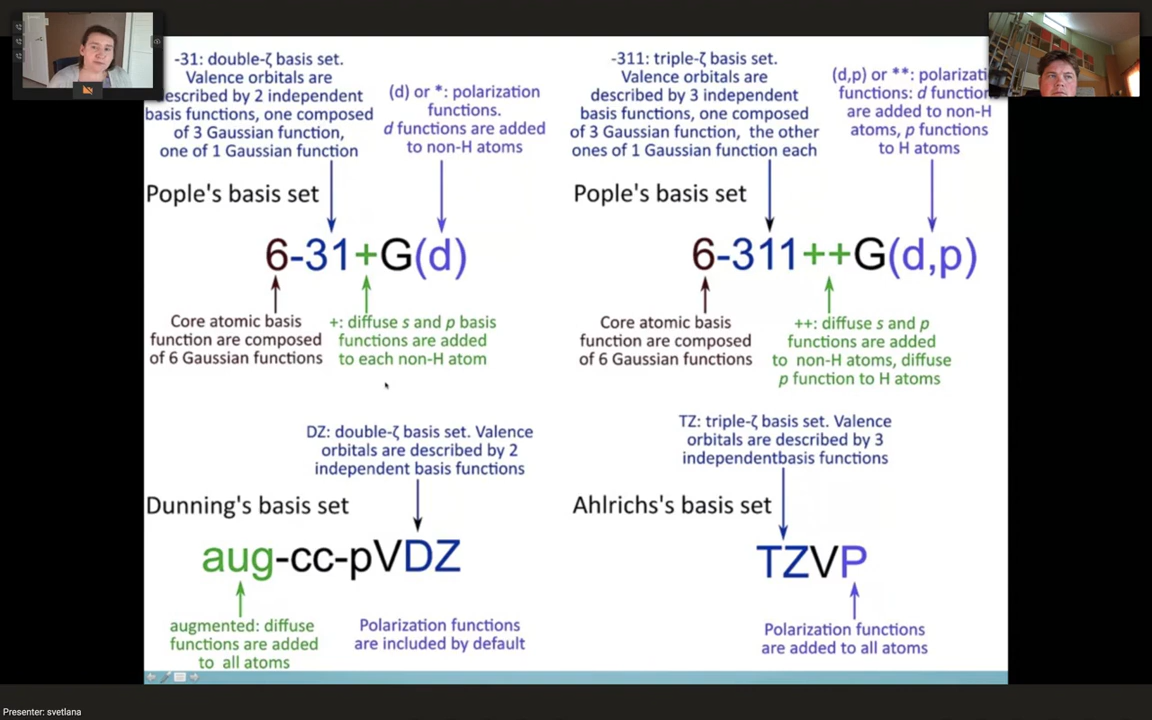 -31: double-ζ basis set.
Valence orbitals are
described by 2 independent
basis functions, one composed
of 3 Gaussian function,
one of 1 Gaussian function
(d) or *: polarization
functions.
d functions are added
to non-H atoms
Pople's basis set
6-31+G(d)
Core atomic basis
function are composed
of 6 Gaussian functions
+: diffuse s and p basis
functions are added
to each non-H atom
-311: triple-ζ basis set.
Valence orbitals are
described by 3 independent
basis functions, one composed
of 3 Gaussian function, the other
ones of 1 Gaussian function each
(d,p) or **: polarizati
functions: d function
are added to non-H
atoms, p functions
to H atoms
Pople's basis set
6-311++G(d,p)
Core atomic basis
function are composed
of 6 Gaussian functions
++: diffuse s and p
functions are added
to non-H atoms, diffuse
p function to H atoms
DZ: double-ζ basis set. Valence
orbitals are described by 2
independent basis functions
Dunning's basis set
aug-cc-pVDZ
augmented: diffuse
functions are added
to all atoms
Polarization functions
are included by default
TZ: triple-ζ basis set. Valence
orbitals are described by 3
independentbasis functions
Ahlrichs's basis set
TZVP
Polarization functions
are added to all atoms
Presenter: svetlana